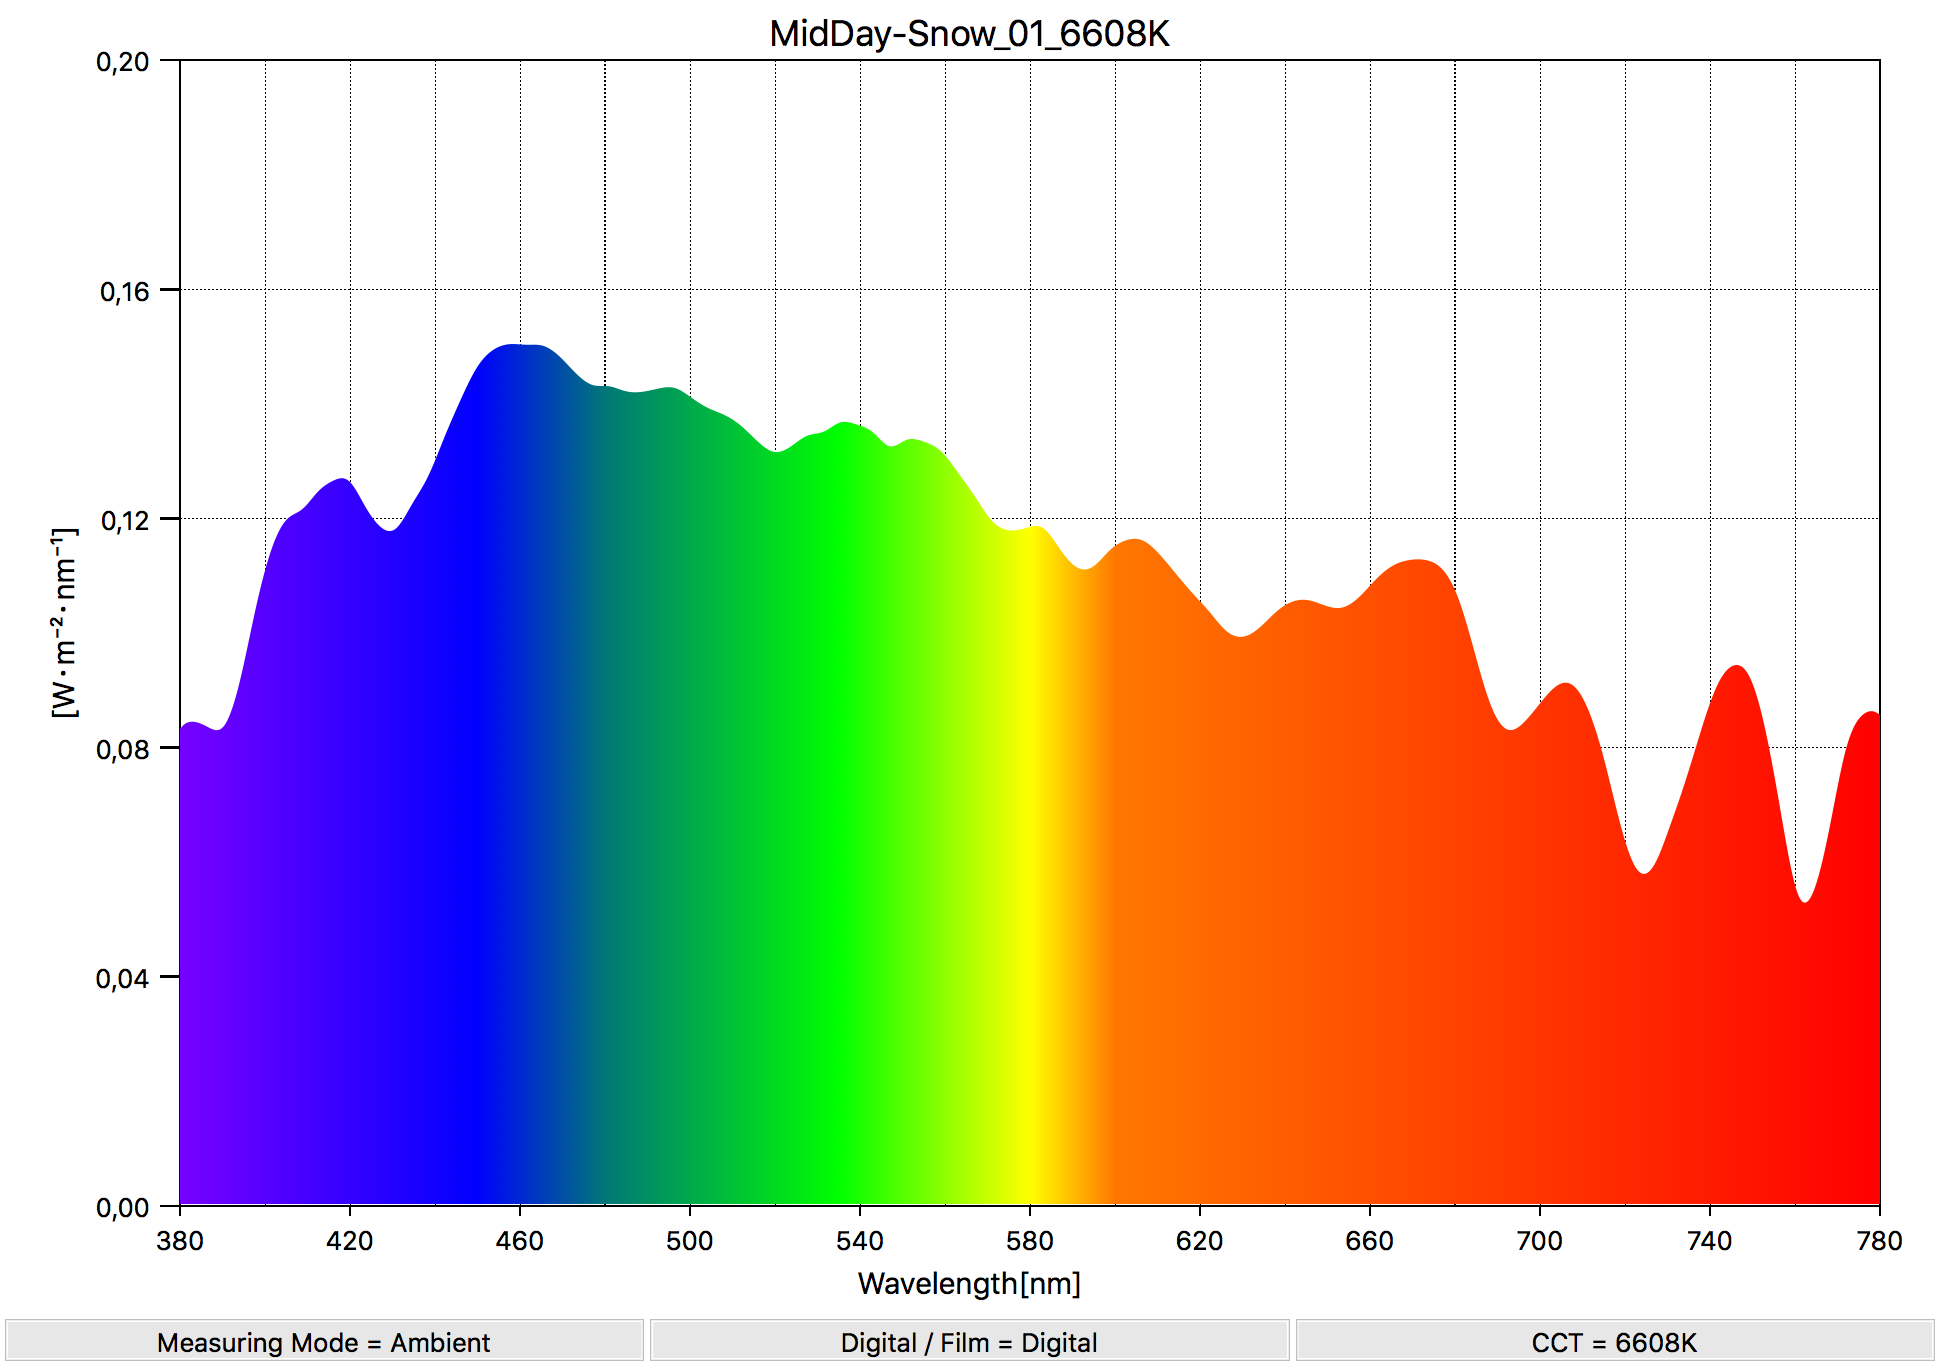 MidDay-Snow_01_6608K
0,20
0,16
0,12
0,08
0,04
0,00
[W·m⁻²·nm⁻¹]
380 420 460 500 540 580 620 660 700 740 780
Wavelength[nm]
Measuring Mode = Ambient
Digital / Film = Digital
CCT = 6608K